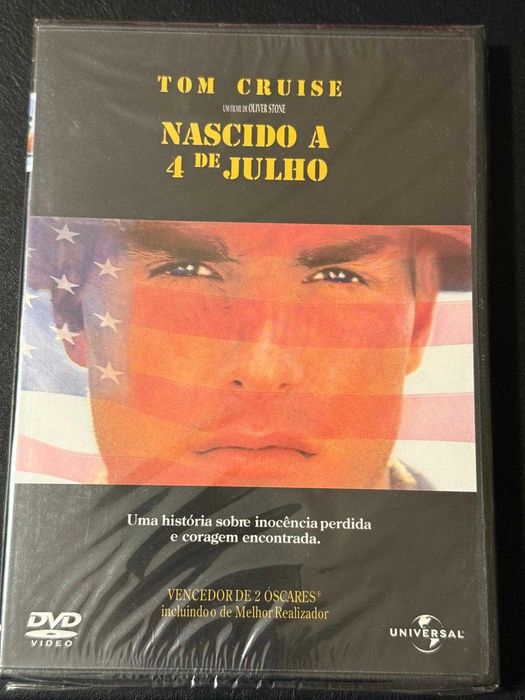 TOM CRUISE
UM FILME DE OLIVER STONE
NASCIDO A
4 DE JULHO
Uma história sobre inocência perdida
e coragem encontrada.
VENCEDOR DE 2 ÓSCARES®
incluindo o de Melhor Realizador
DVD
VIDEO
UNIVERSAL